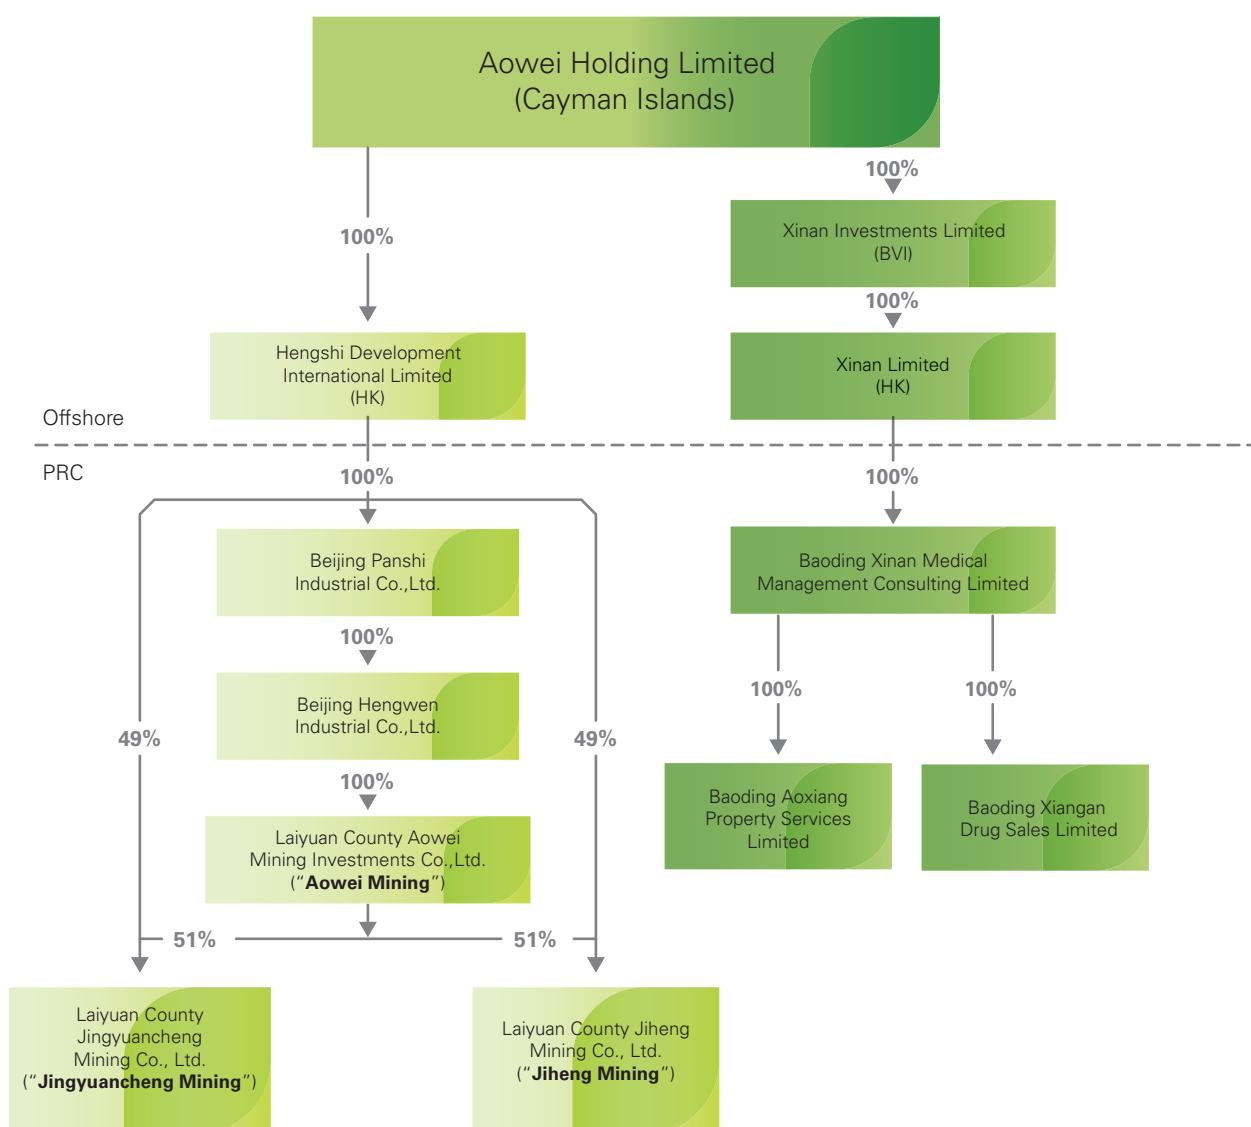 Aowei Holding Limited
(Cayman Islands)
100%
100%
Xinan Investments Limited
(BVI)
100%
Hengshi Development
International Limited
(HK)
Xinan Limited
(HK)
Offshore
PRC
100%
100%
Beijing Panshi
Industrial Co.,Ltd.
Baoding Xinan Medical
Management Consulting Limited
100%
Beijing Hengwen
Industrial Co.,Ltd.
100%
100%
49%
49%
100%
Baoding Aoxiang
Property Services
Limited
Baoding Xiangan
Drug Sales Limited
Laiyuan County Aowei
Mining Investments Co.,Ltd.
(“Aowei Mining”)
51%
51%
Laiyuan County
Jingyuancheng
Mining Co., Ltd.
(“Jingyuancheng Mining”)
Laiyuan County Jiheng
Mining Co., Ltd.
(“Jiheng Mining”)